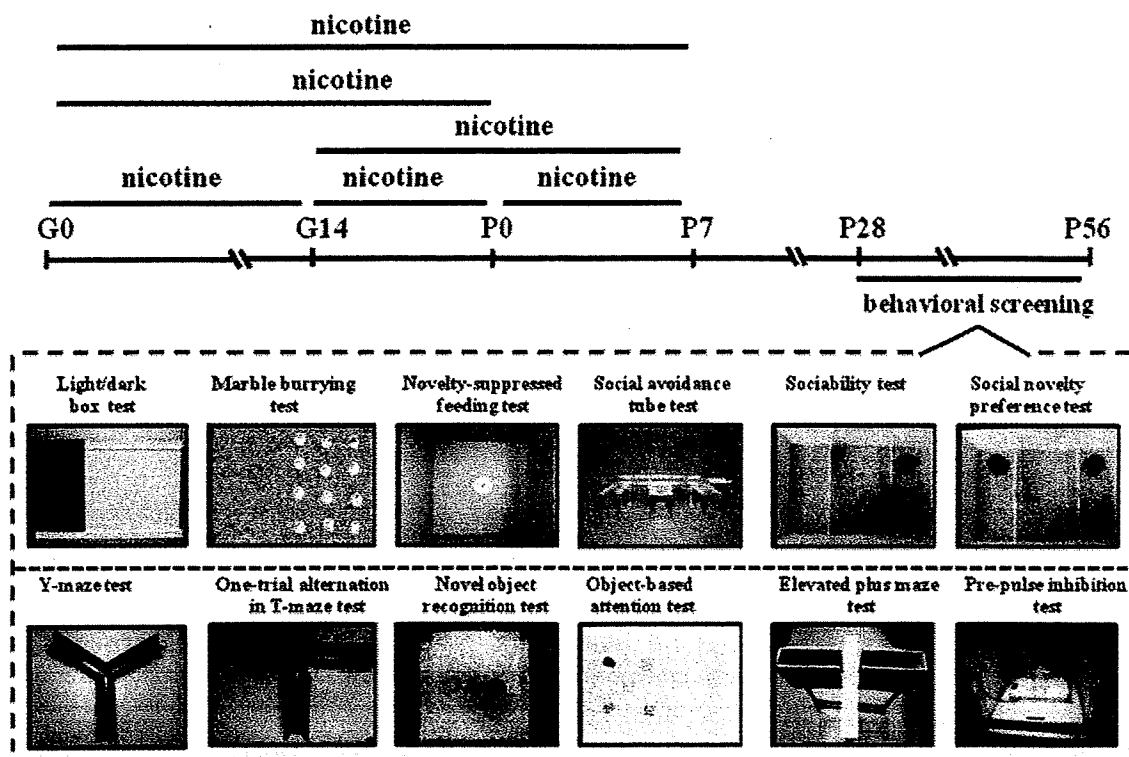 nicotine
nicotine
nicotine
nicotine nicotine nicotine
G0 G14 P0 P7 P28 P56
behavioral screening
Light/dark
box test
Marble burrying
test
Novelty-suppressed
feeding test
Social avoidance
tube test
Sociability test
Social novelty
preference test
Y-maze test
One-trial alternation
in T-maze test
Novel object
recognition test
Object-based
attention test
Elevated plus maze
test
Pre-pulse inhibition
test